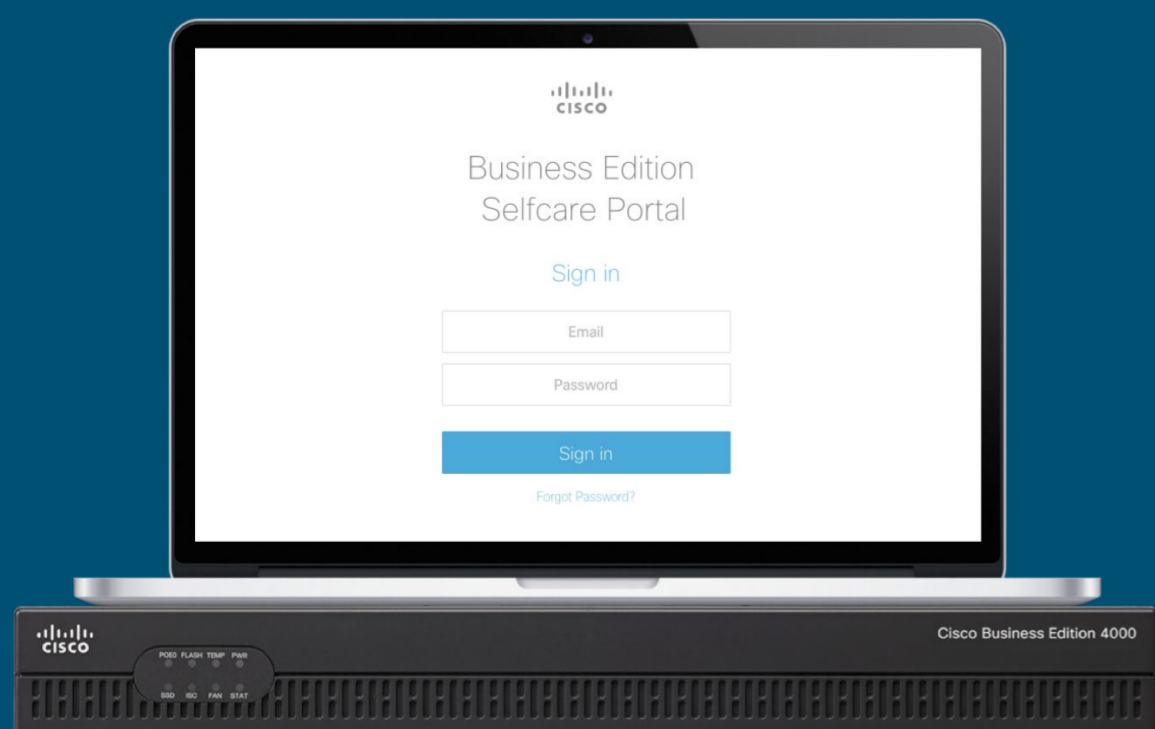 CISCO
Business Edition
Selfcare Portal
Sign in
Email
Password
Sign in
Forgot Password?
CISCO
Cisco Business Edition 4000
POE0 FLASH TEMP PWR
SSD ISC FAN STAT